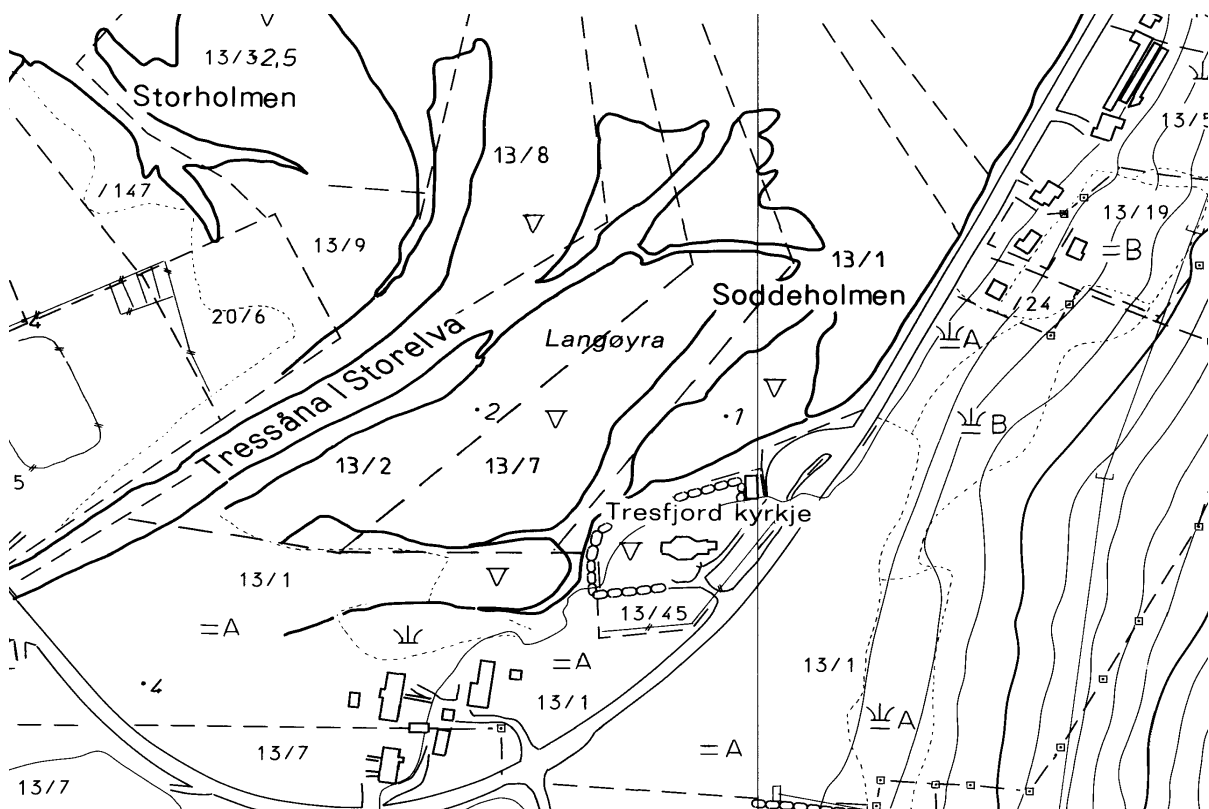 13/32,5
Storholmen
13/5
13/8
/147
13/19
13/9
= B
13/1
Soddeholmen
20/6
24
4
Langøyra
A
Tressåna / Storelva
2
1
B
13/2
13/7
5
Tresfjord kyrkje
13/1
13/45
= A
= A
13/1
4
13/1
A
13/7
= A
13/7